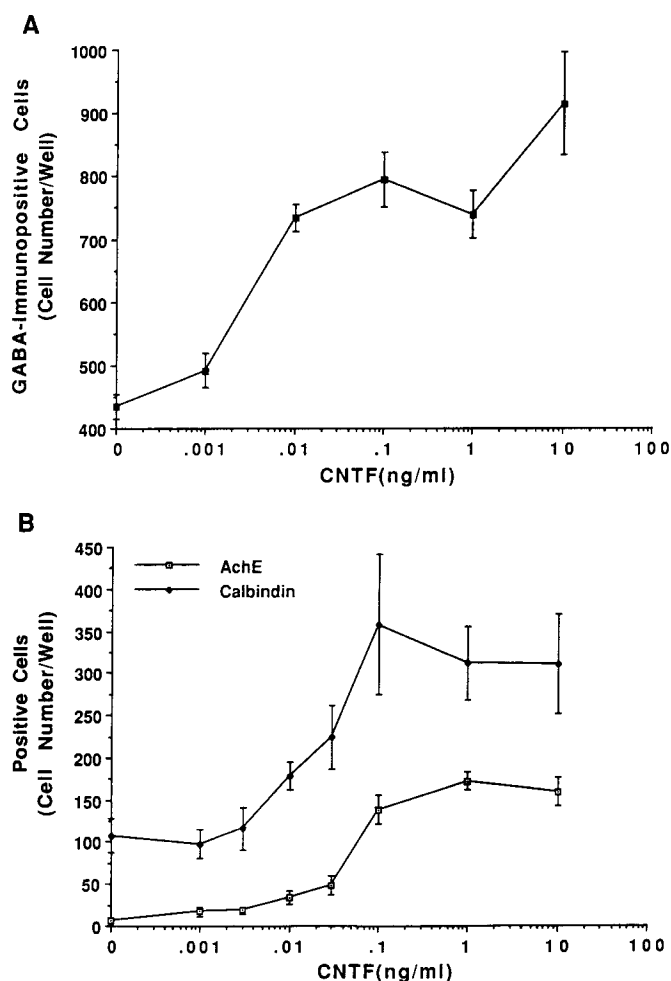 A
GABA-Immunopositive Cells
(Cell Number/Well)
1000
900
800
700
600
500
400
0 .001 .01 .1 1 10 100
CNTF(ng/ml)
B
AchE
Calbindin
Positive Cells
(Cell Number/Well)
450
400
350
300
250
200
150
100
50
0
0 .001 .01 .1 1 10 100
CNTF(ng/ml)